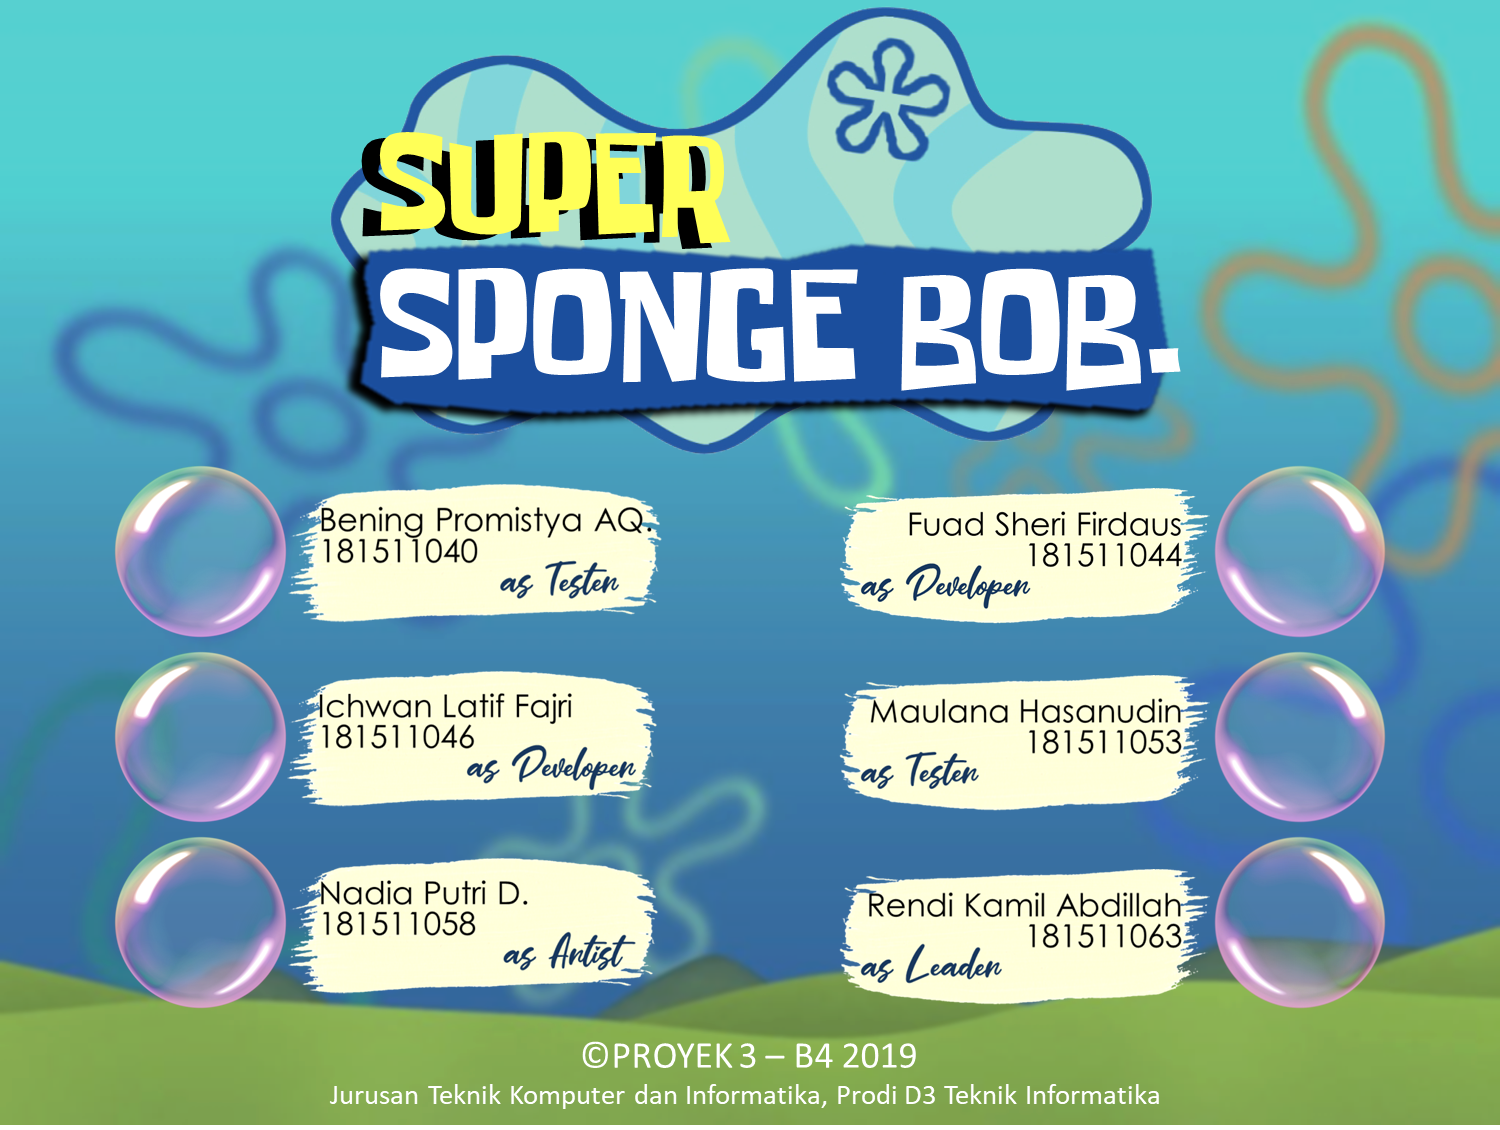 SUPER
SPONGE BOB.
Bening Promistya AQ.
181511040
as Tester
Fuad Sheri Firdaus
181511044
as Developer
Ichwan Latif Fajri
181511046
as Developer
Maulana Hasanudin
181511053
as Tester
Nadia Putri D.
181511058
as Artist
Rendi Kamil Abdillah
181511063
as Leader
©PROYEK 3 – B4 2019
Jurusan Teknik Komputer dan Informatika, Prodi D3 Teknik Informatika